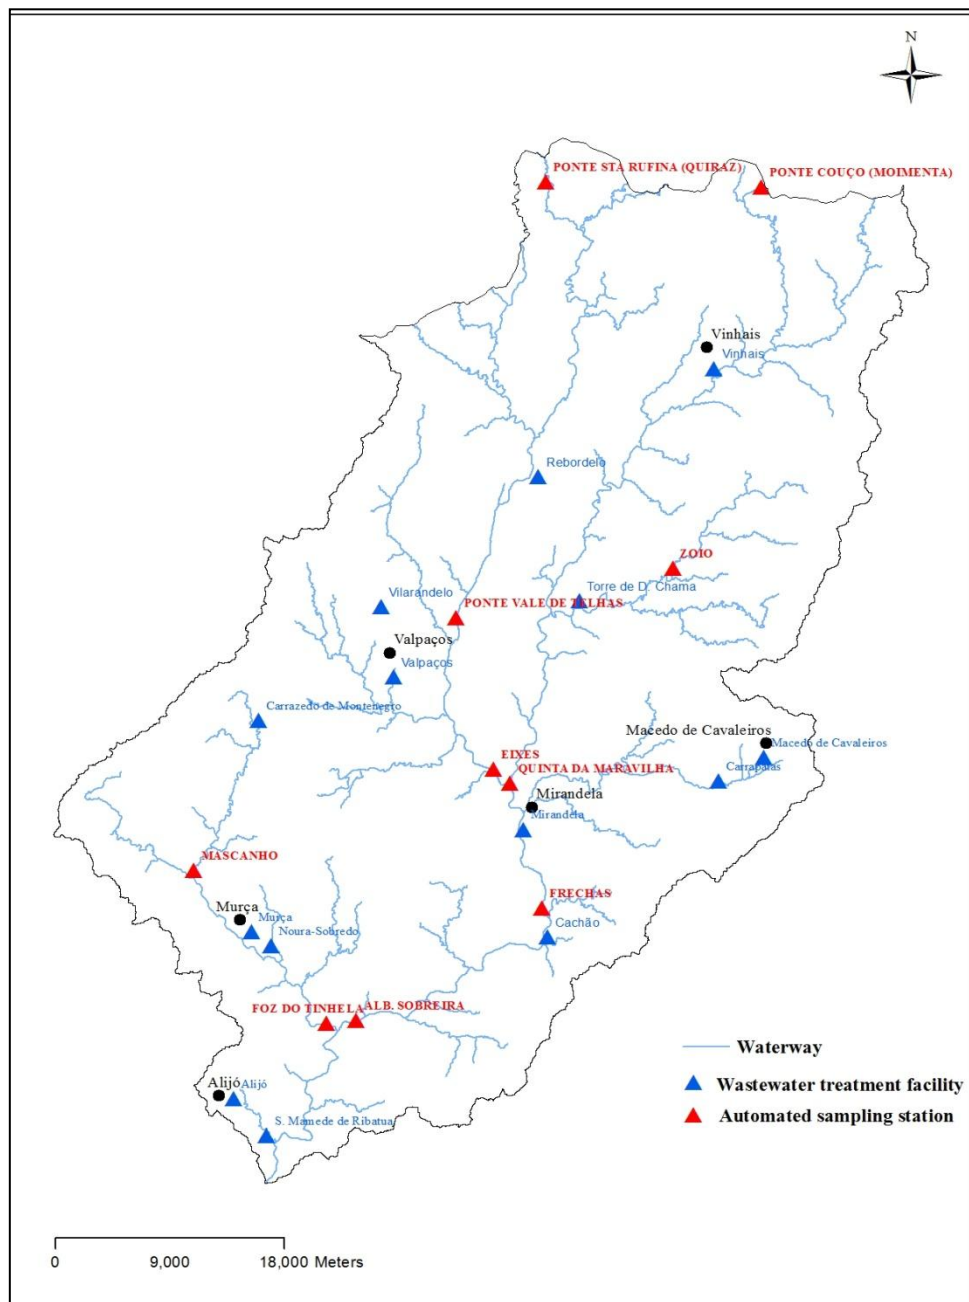 N
PONTE STA RUFINA (QUIRAZ)
PONTE COUÇO (MOIMENTA)
Vinhais
Vinhais
Rebordelo
ZOIO
Torre de D. Chama
Vilarandelo
PONTE VALE DE TELHAS
Valpaços
Valpaços
Carrazedo de Montenegro
Macedo de Cavaleiros
Macedo de Cavaleiros
EIXES
QUINTA DA MARAVILHA
Carrapatas
Mirandela
Mirandela
MASCANHO
FRECHAS
Murça
Murça
Cachão
Noura-Sobredo
FOZ DO TINHELA
ALB. SOBREIRA
Waterway
Alijó
Alijó
Wastewater treatment facility
Automated sampling station
S. Mamede de Ribatua
0 9,000 18,000 Meters